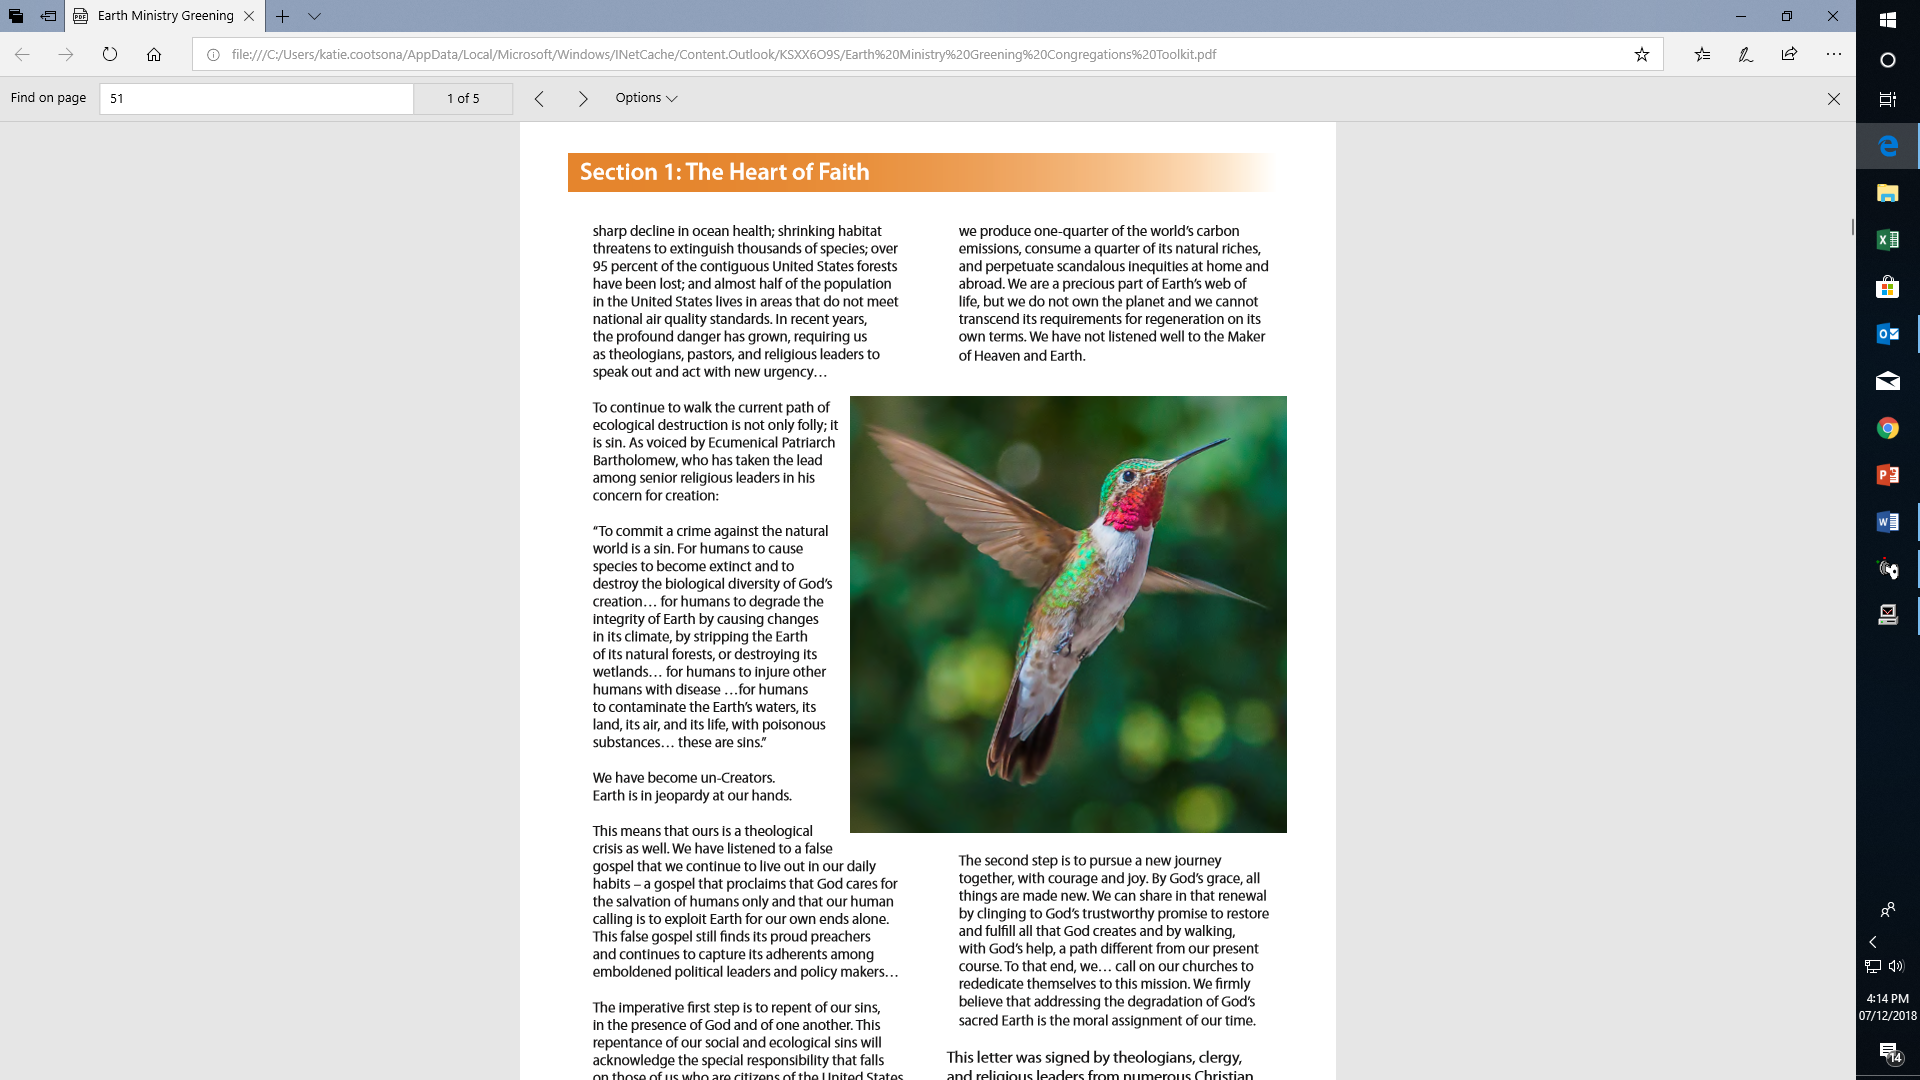 Earth Ministry Greening
file:///C:/Users/katie.cootsona/AppData/Local/Microsoft/Windows/INetCache/Content.Outlook/KSXX6O9S/Earth%20Ministry%20Greening%20Congregations%20Toolkit.pdf
Find on page
51
1 of 5
Options
Section 1: The Heart of Faith
sharp decline in ocean health; shrinking habitat
threatens to extinguish thousands of species; over
95 percent of the contiguous United States forests
have been lost; and almost half of the population
in the United States lives in areas that do not meet
national air quality standards. In recent years,
the profound danger has grown, requiring us
as theologians, pastors, and religious leaders to
speak out and act with new urgency…
To continue to walk the current path of
ecological destruction is not only folly; it
is sin. As voiced by Ecumenical Patriarch
Bartholomew, who has taken the lead
among senior religious leaders in his
concern for creation:
“To commit a crime against the natural
world is a sin. For humans to cause
species to become extinct and to
destroy the biological diversity of God’s
creation… for humans to degrade the
integrity of Earth by causing changes
in its climate, by stripping the Earth
of its natural forests, or destroying its
wetlands… for humans to injure other
humans with disease …for humans
to contaminate the Earth’s waters, its
land, its air, and its life, with poisonous
substances… these are sins.”
We have become un-Creators.
Earth is in jeopardy at our hands.
This means that ours is a theological
crisis as well. We have listened to a false
gospel that we continue to live out in our daily
habits – a gospel that proclaims that God cares for
the salvation of humans only and that our human
calling is to exploit Earth for our own ends alone.
This false gospel still finds its proud preachers
and continues to capture its adherents among
emboldened political leaders and policy makers…
The imperative first step is to repent of our sins,
in the presence of God and of one another. This
repentance of our social and ecological sins will
acknowledge the special responsibility that falls
on those of us who are citizens of the United States
we produce one-quarter of the world’s carbon
emissions, consume a quarter of its natural riches,
and perpetuate scandalous inequities at home and
abroad. We are a precious part of Earth’s web of
life, but we do not own the planet and we cannot
transcend its requirements for regeneration on its
own terms. We have not listened well to the Maker
of Heaven and Earth.
The second step is to pursue a new journey
together, with courage and joy. By God’s grace, all
things are made new. We can share in that renewal
by clinging to God’s trustworthy promise to restore
and fulfill all that God creates and by walking,
with God’s help, a path different from our present
course. To that end, we… call on our churches to
rededicate themselves to this mission. We firmly
believe that addressing the degradation of God’s
sacred Earth is the moral assignment of our time.
This letter was signed by theologians, clergy,
and religious leaders from numerous Christian
4:14 PM
07/12/2018
14